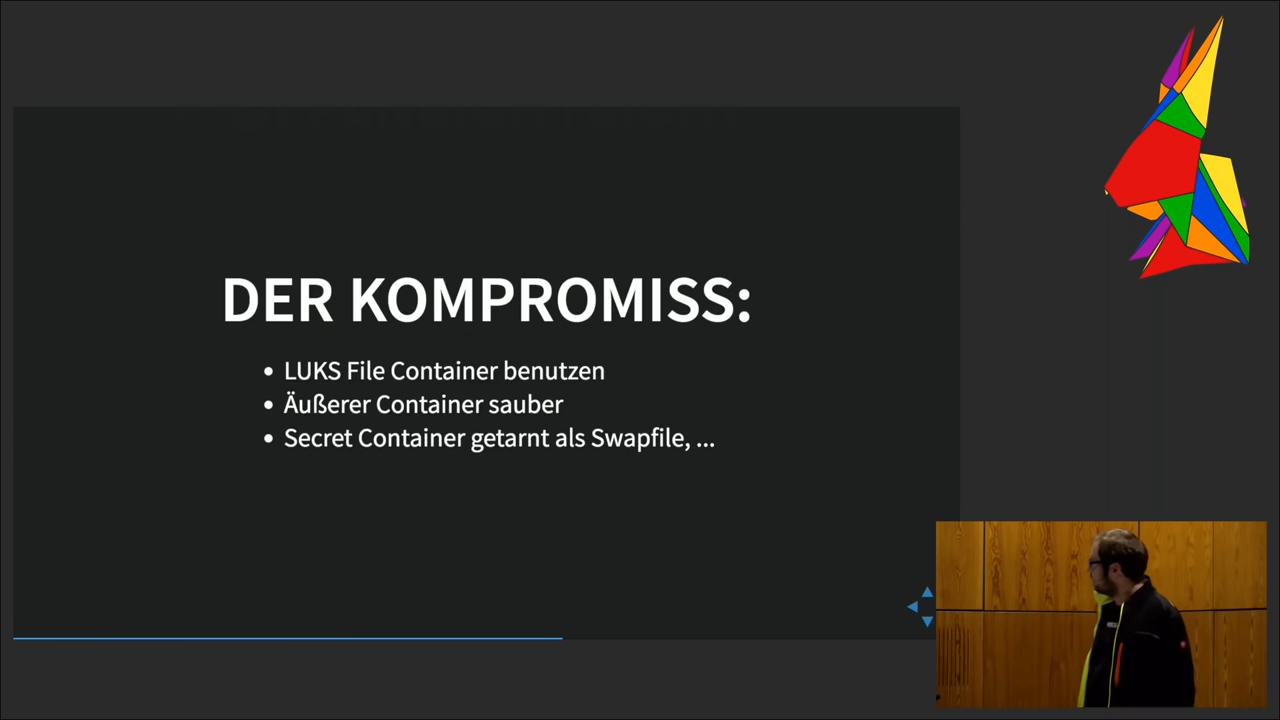 DER KOMPROMISS:
• LUKS File Container benutzen
• Äußerer Container sauber
• Secret Container getarnt als Swapfile, ...